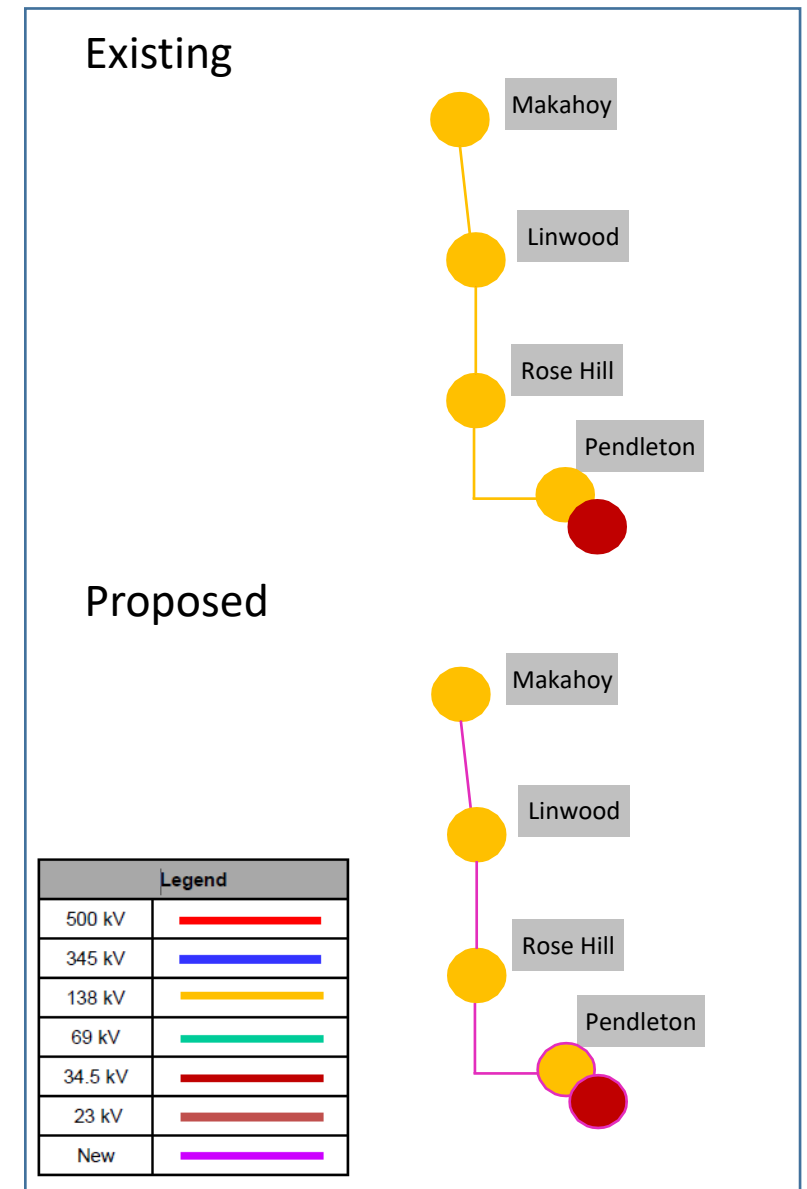 Existing
Makahoy
Linwood
Rose Hill
Pendleton
Proposed
Makahoy
Linwood
Rose Hill
Pendleton
Legend
500 kV
345 kV
138 kV
69 kV
34.5 kV
23 kV
New